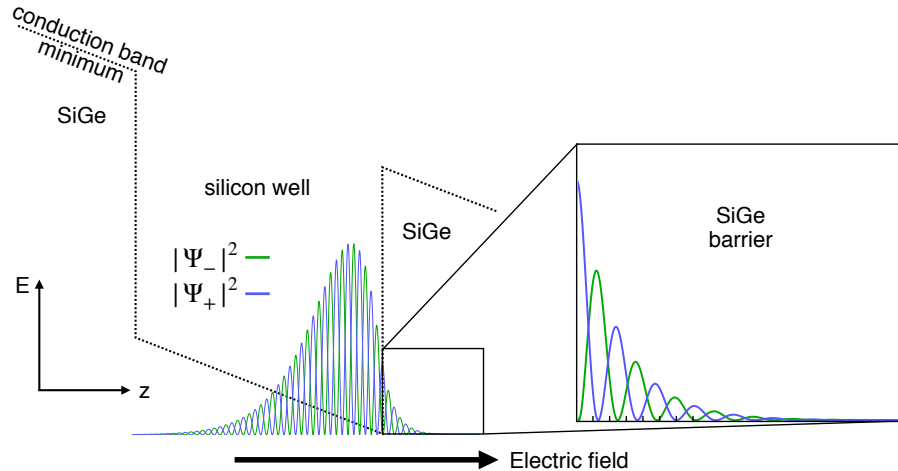 conduction band
minimum
SiGe
silicon well
SiGe
SiGe
barrier
|Ψ₋|²
|Ψ₊|²
E
z
Electric field